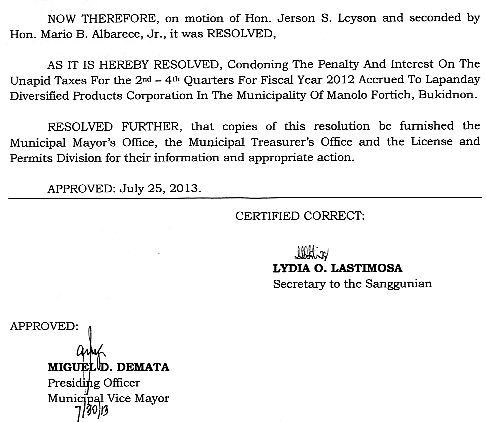 NOW THEREFORE, on motion of Hon. Jerson S. Lcyson and seconded by
Hon. Mario B. Albarece, Jr., it was RESOLVED,
AS IT IS HEREBY RESOLVED, Condoning The Penalty And Interest On The
Unapid Taxes For the 2nd – 4th Quarters For Fiscal Year 2012 Accrued To Lapanday
Diversified Products Corporation In The Municipality Of Manolo Fortich, Bukidnon.
RESOLVED FURTHER, that copies of this resolution be furnished the
Municipal Mayor's Office, the Municipal Treasurer's Office and the License and
Permits Division for their information and appropriate action.
APPROVED: July 25, 2013.
CERTIFIED CORRECT:
LYDIA O. LASTIMOSA
Secretary to the Sanggunian
APPROVED:
MIGUEL D. DEMATA
Presiding Officer
Municipal Vice Mayor
7/30/13